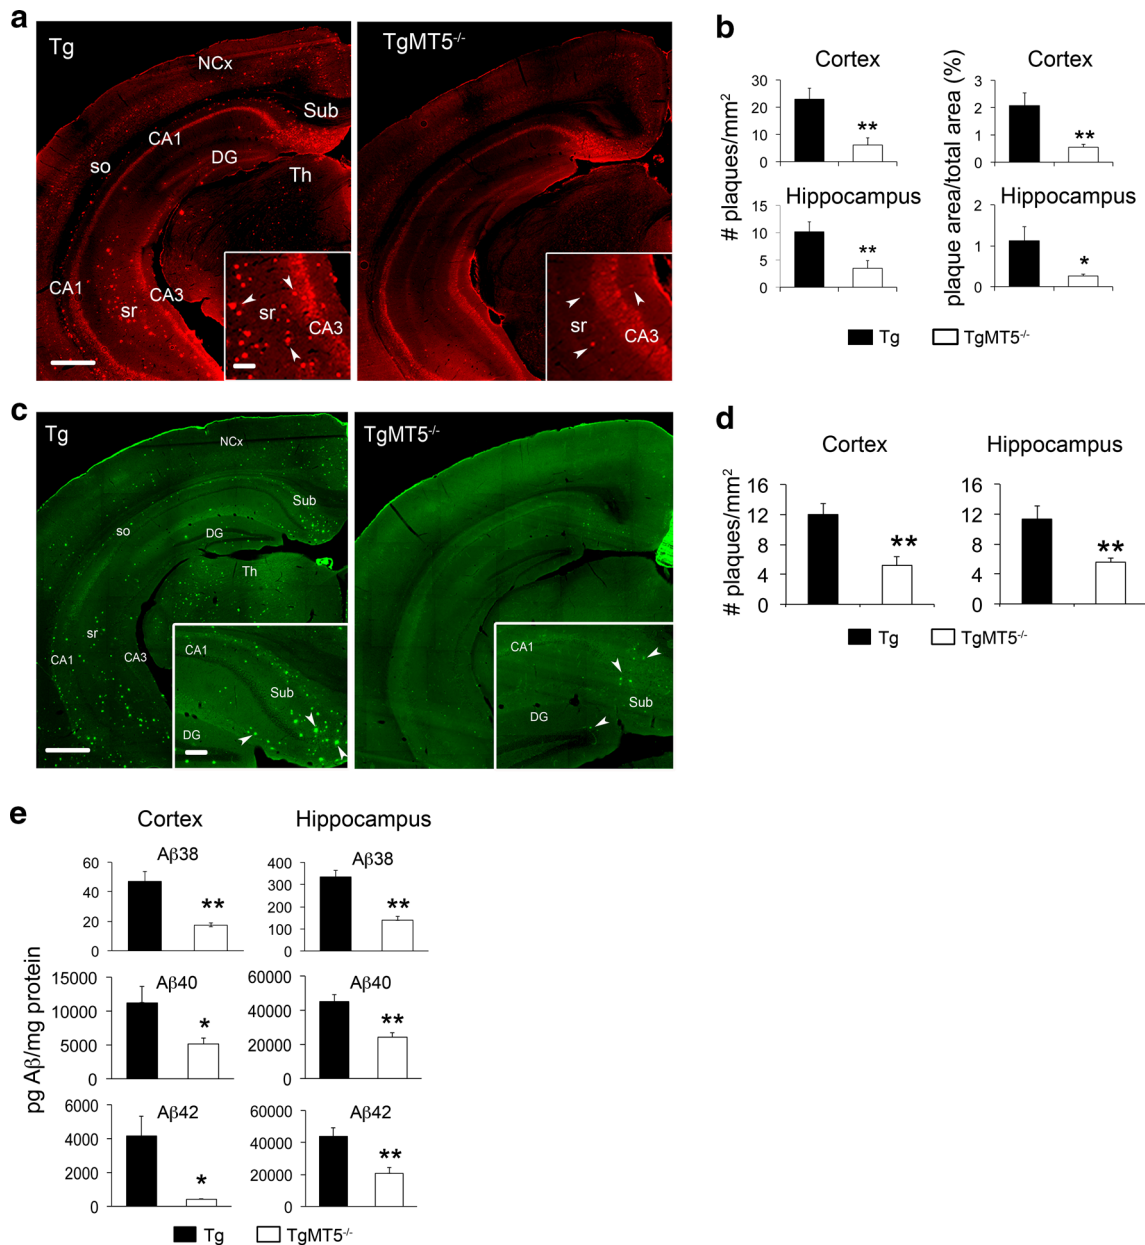 a
Tg
NCx
Sub
CA1
DG
so
Th
CA1
CA3
sr
sr
CA3
TgMT5-/-
sr
CA3
b
Cortex
Cortex
# plaques/mm2
30
20
10
0
**
plaque area/total area (%)
3
2
1
0
**
Hippocampus
Hippocampus
15
10
5
0
**
2
1
0
*
Tg
TgMT5-/-
c
Tg
NCx
Sub
so
DG
Th
sr
CA1
CA3
CA1
Sub
DG
TgMT5-/-
CA1
Sub
DG
d
Cortex
Hippocampus
# plaques/mm2
16
12
8
4
0
**
16
12
8
4
0
**
Tg
TgMT5-/-
e
Cortex
Hippocampus
pg Aβ/mg protein
Aβ38
60
40
20
0
**
Aβ38
400
300
200
100
0
**
Aβ40
15000
10000
5000
0
*
Aβ40
60000
40000
20000
0
**
Aβ42
6000
4000
2000
0
*
Aβ42
60000
40000
20000
0
**
Tg
TgMT5-/-